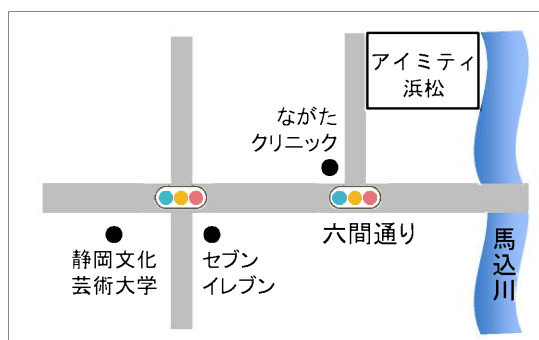 アイミティ
浜松
ながた
クリニック
六間通り
静岡文化
芸術大学
セブン
イレブン
馬込川